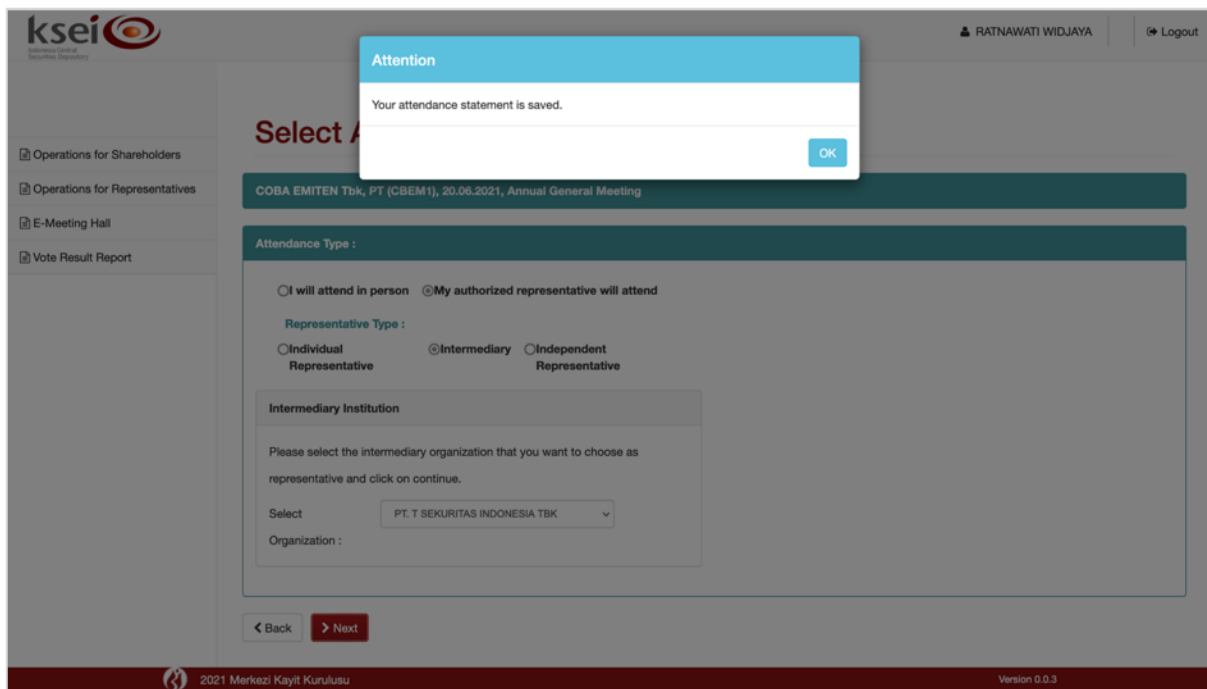 ksei
Indonesia Central
Securities Depository
RATNAWATI WIDJAYA
Logout
Attention
Your attendance statement is saved.
OK
Select A
Operations for Shareholders
Operations for Representatives
E-Meeting Hall
Vote Result Report
COBA EMITEN Tbk, PT (CBEM1), 20.06.2021, Annual General Meeting
Attendance Type :
I will attend in person My authorized representative will attend
Representative Type :
Individual Representative
Intermediary
Independent Representative
Intermediary Institution
Please select the intermediary organization that you want to choose as
representative and click on continue.
Select
Organization :
PT. T SEKURITAS INDONESIA TBK
Back
Next
2021 Merkezi Kayit Kurulusu
Version 0.0.3